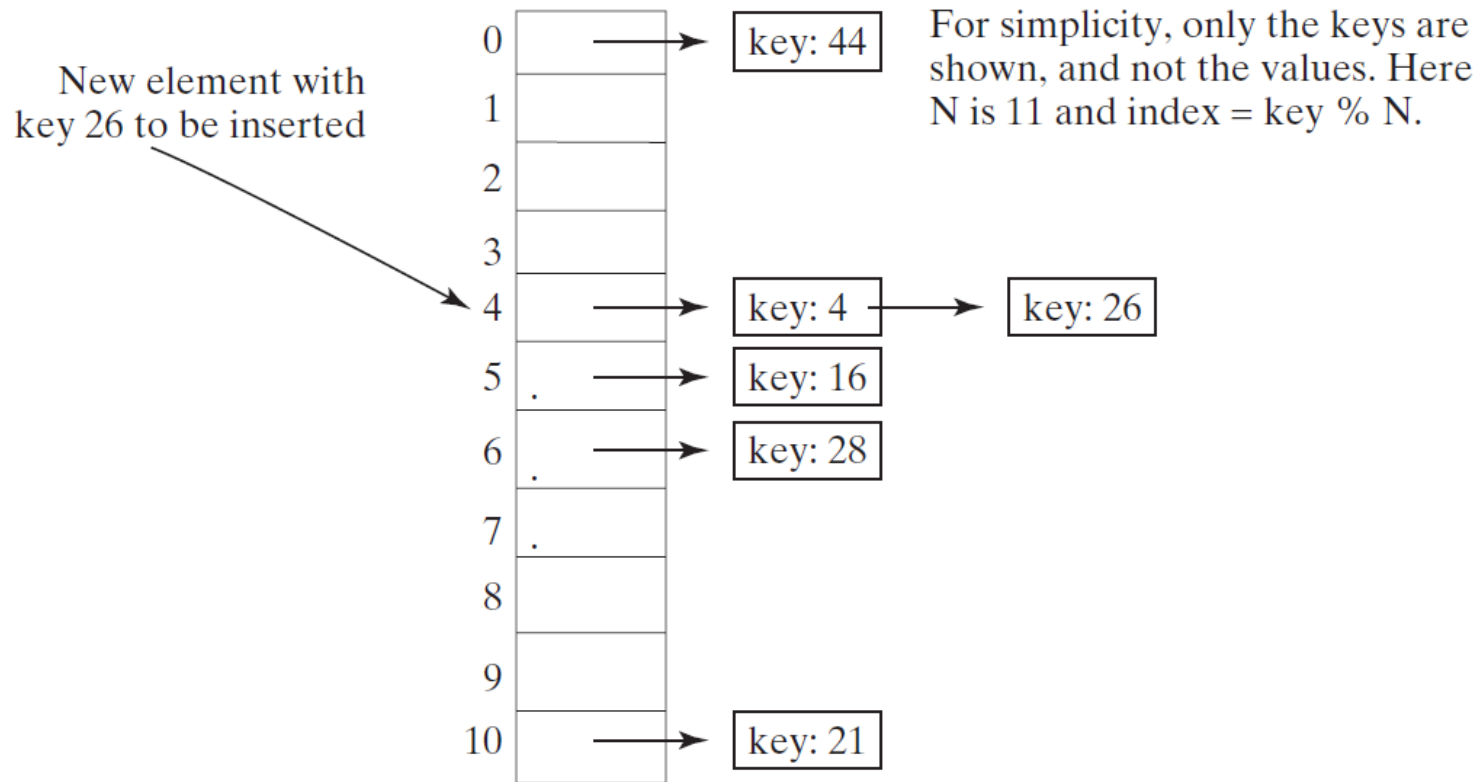 For simplicity, only the keys are
shown, and not the values. Here
N is 11 and index = key % N.
New element with
key 26 to be inserted
0 key: 44
1
2
3
4 key: 4 key: 26
5 . key: 16
6 . key: 28
7 .
8
9
10 key: 21